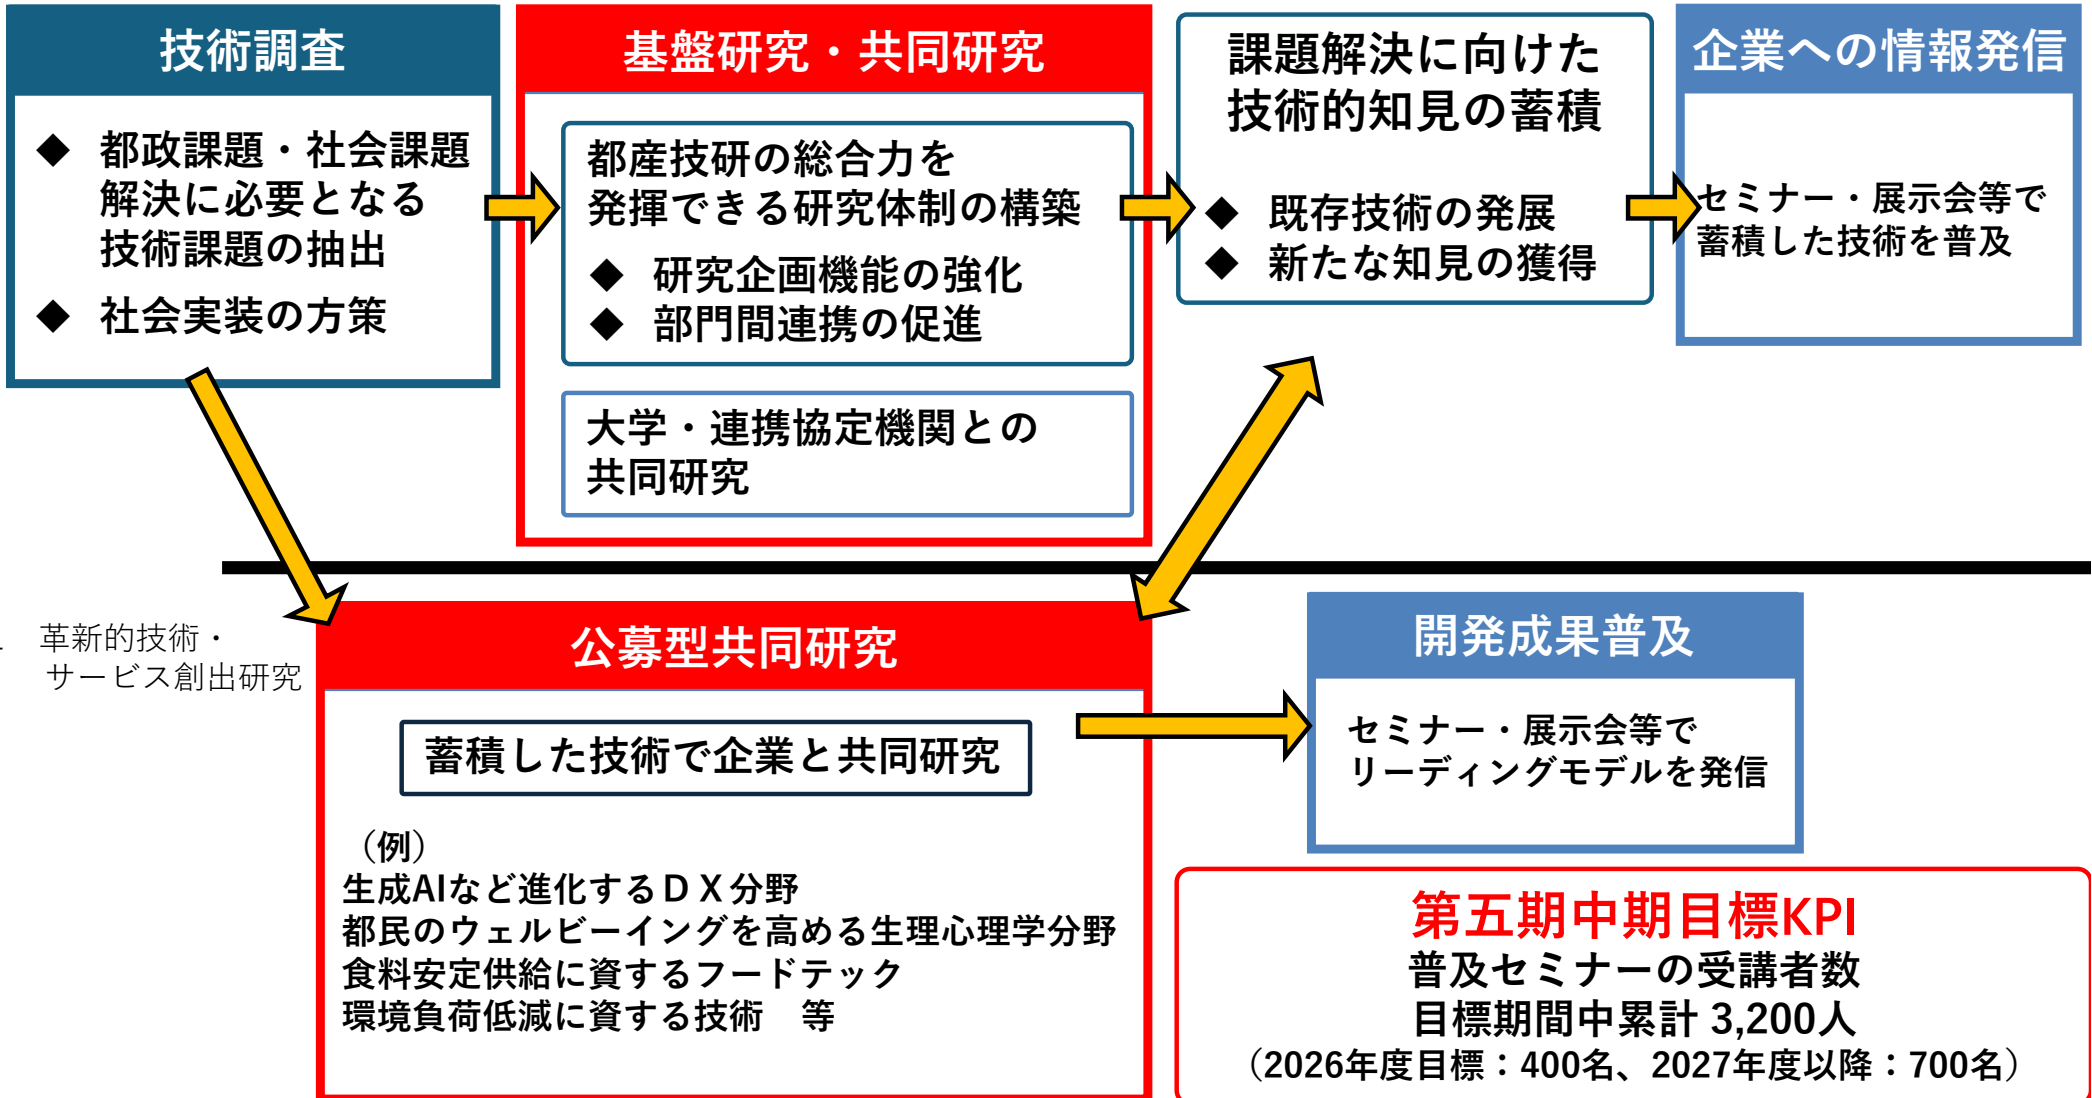 技術調査
◆ 都政課題・社会課題
解決に必要となる
技術課題の抽出
◆ 社会実装の方策
基盤研究・共同研究
都産技研の総合力を
発揮できる研究体制の構築
◆ 研究企画機能の強化
◆ 部門間連携の促進
大学・連携協定機関との
共同研究
課題解決に向けた
技術的知見の蓄積
◆ 既存技術の発展
◆ 新たな知見の獲得
企業への情報発信
セミナー・展示会等で
蓄積した技術を普及
革新的技術・
サービス創出研究
公募型共同研究
蓄積した技術で企業と共同研究
（例）
生成AIなど進化するＤＸ分野
都民のウェルビーイングを高める生理心理学分野
食料安定供給に資するフードテック
環境負荷低減に資する技術　等
開発成果普及
セミナー・展示会等で
リーディングモデルを発信
第五期中期目標KPI
普及セミナーの受講者数
目標期間中累計 3,200人
（2026年度目標：400名、2027年度以降：700名）